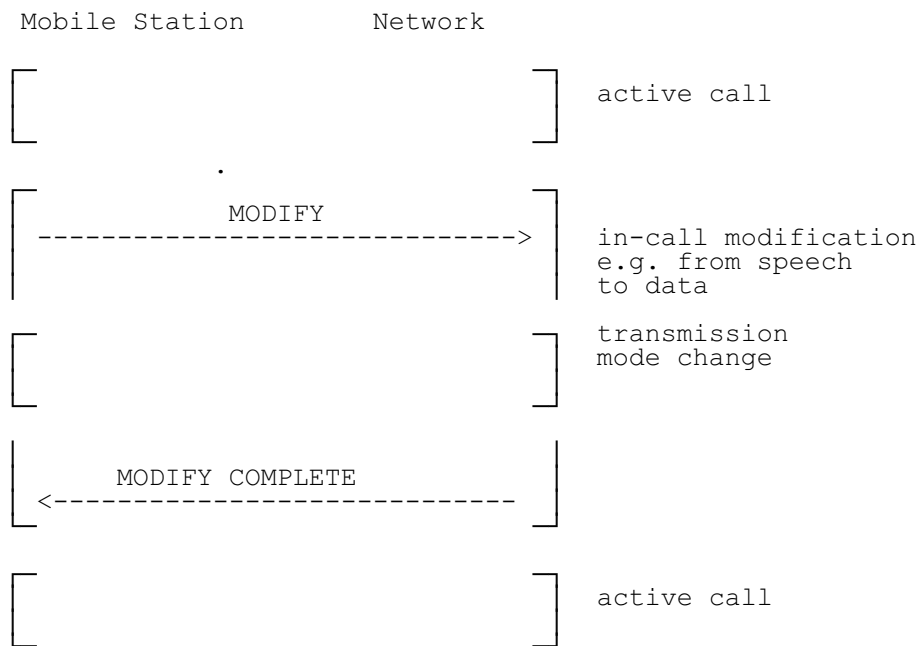 Mobile Station Network
active call
.
MODIFY
------------------------------>
in-call modification
e.g. from speech
to data
transmission
mode change
MODIFY COMPLETE
<-----------------------------
active call